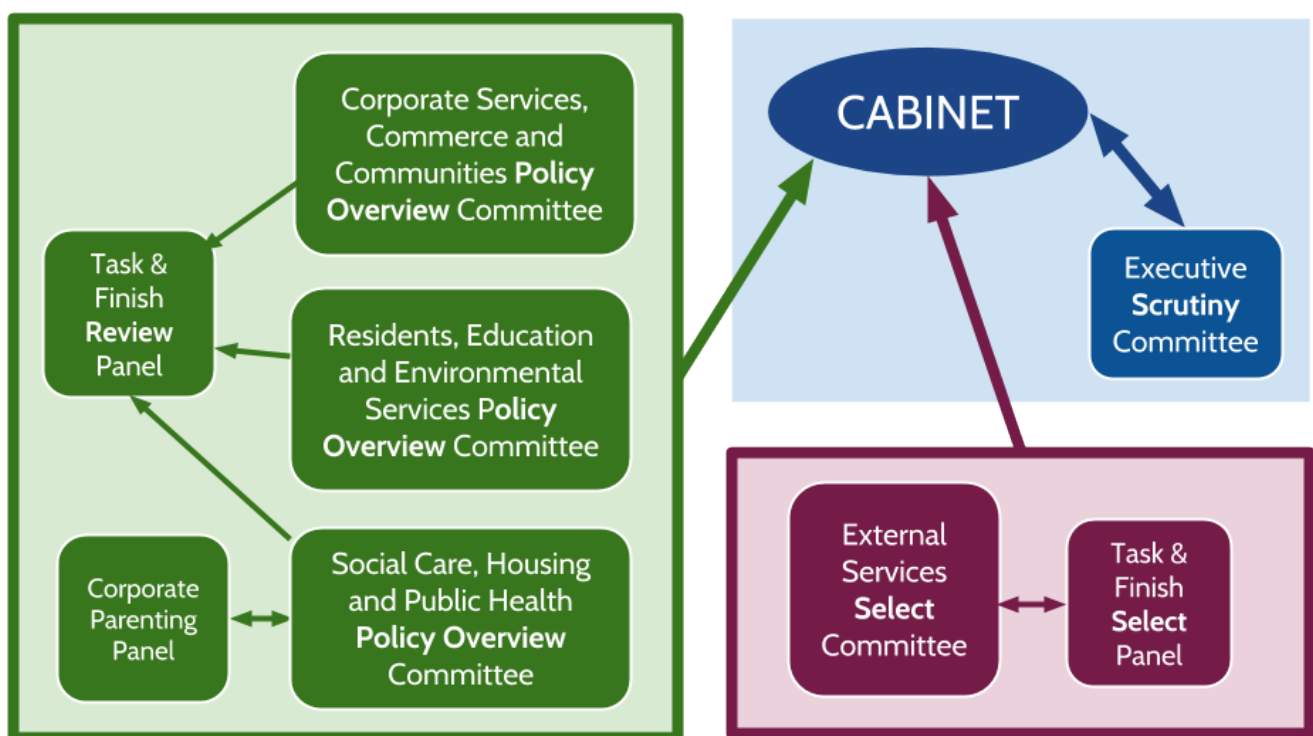 Corporate Services,
Commerce and
Communities Policy
Overview Committee
Task &
Finish
Review
Panel
Residents, Education
and Environmental
Services Policy
Overview Committee
Corporate
Parenting
Panel
Social Care, Housing
and Public Health
Policy Overview
Committee
CABINET
Executive
Scrutiny
Committee
External
Services
Select
Committee
Task &
Finish
Select
Panel